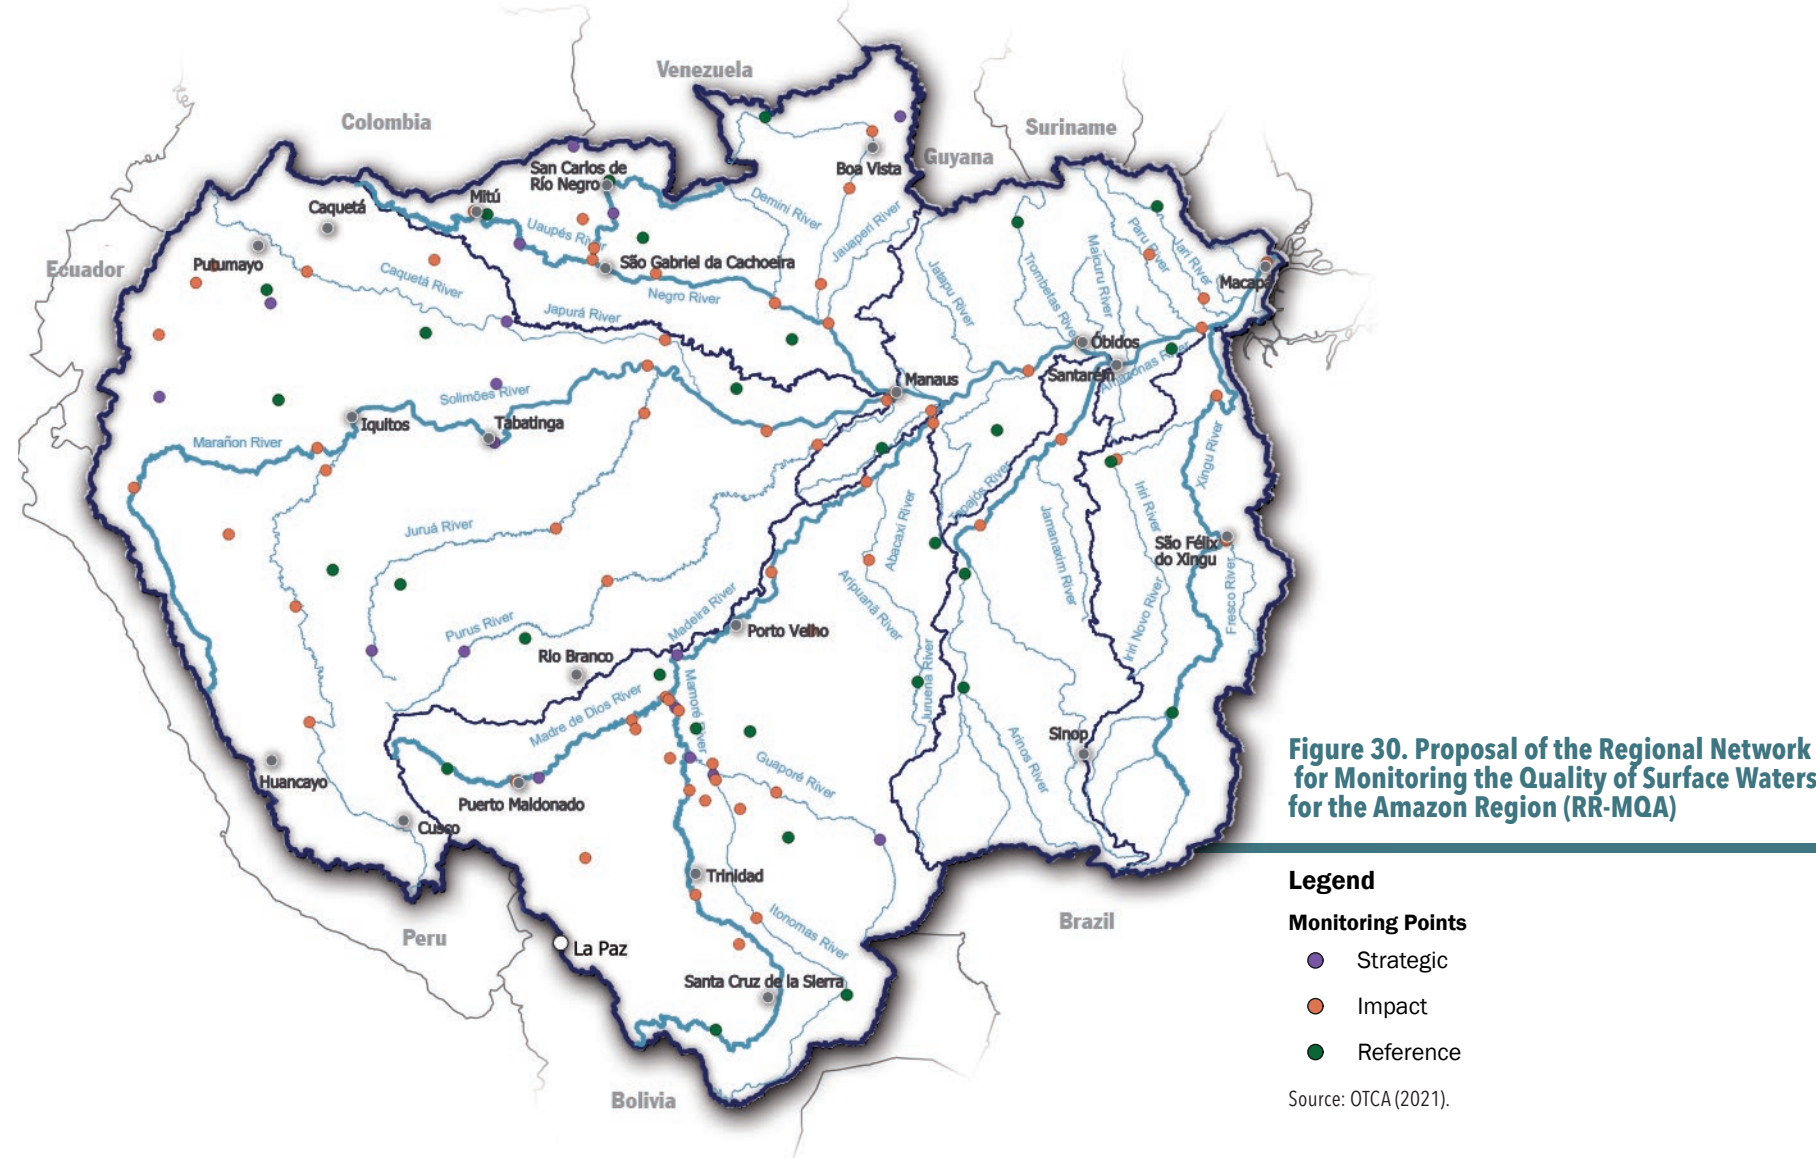 Venezuela
Colombia
Suriname
Guyana
Ecuador
San Carlos de
Río Negro
Boa Vista
Mitú
Caquetá
Demini River
Jauaperi River
Paru River
Jari River
Uaupés River
Putumayo
São Gabriel da Cachoeira
Caquetá River
Negro River
Jatapu River
Trombetas River
Maicuru River
Macapá
Japurá River
Óbidos
Amazonas River
Santarém
Manaus
Solimões River
Iquitos
Tabatinga
Marañon River
Xingu River
Tapajós River
Iriri River
Juruá River
Abacaxi River
Jamanaxim River
São Félix
do Xingu
Fresco River
Aripuanã River
Iriri Novo River
Madeira River
Purus River
Porto Velho
Rio Branco
Juruena River
Mamoré River
Madre de Dios River
Arinos River
Sinop
Guaporé River
Huancayo
Puerto Maldonado
Cusco
Trinidad
Itonomas River
Peru
La Paz
Brazil
Santa Cruz de la Sierra
Bolivia
Figure 30. Proposal of the Regional Network
for Monitoring the Quality of Surface Waters
for the Amazon Region (RR-MQA)
Legend
Monitoring Points
Strategic
Impact
Reference
Source: OTCA (2021).